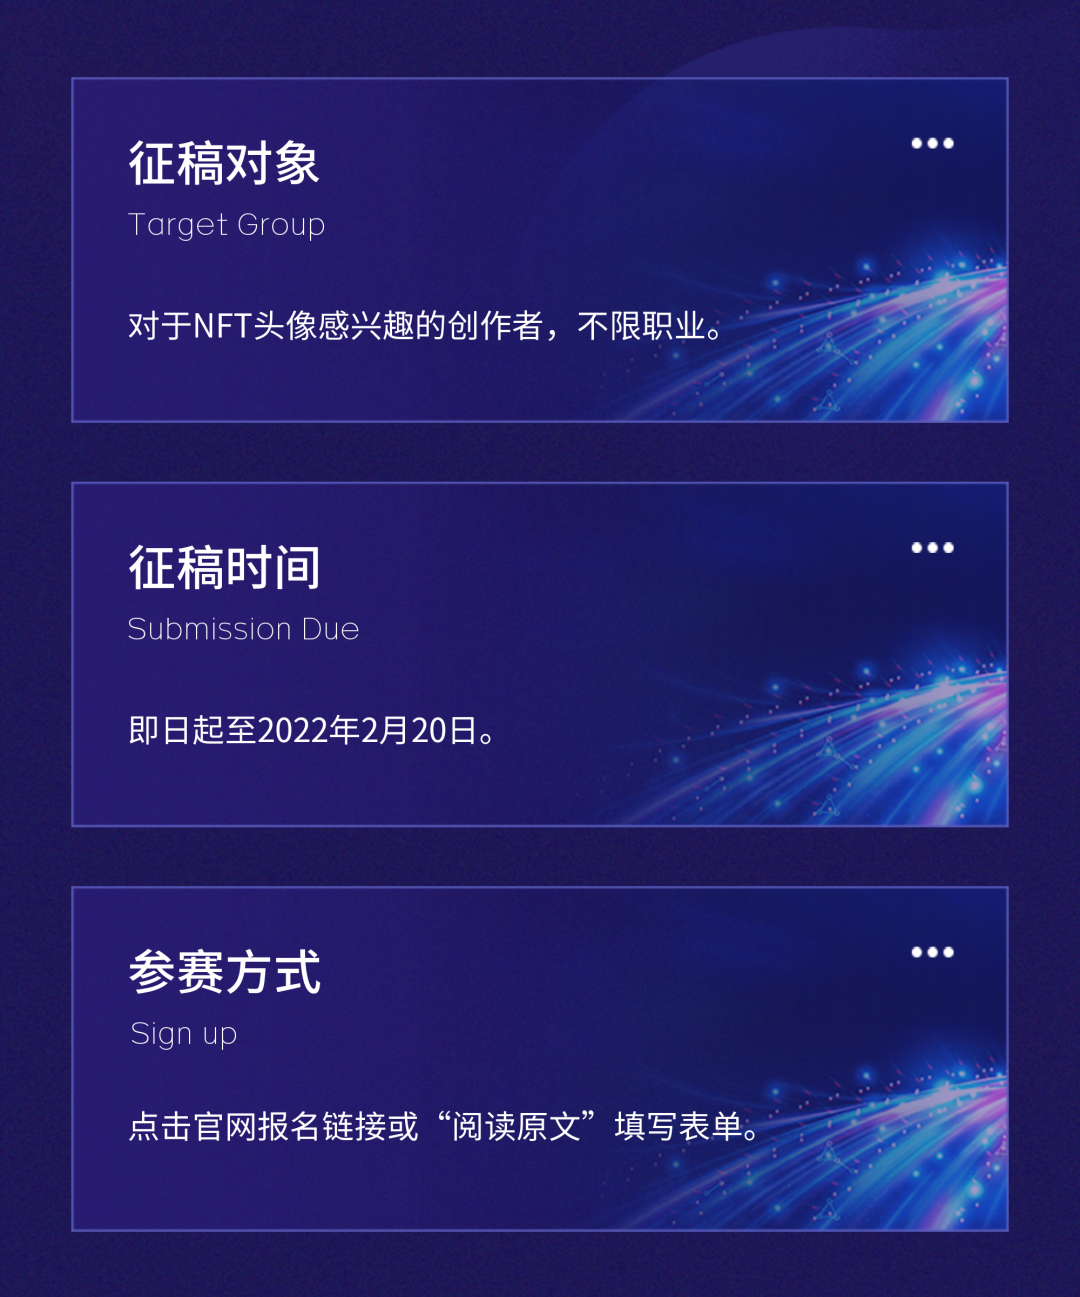 征稿对象
Target Group
对于NFT头像感兴趣的创作者，不限职业。
征稿时间
Submission Due
即日起至2022年2月20日。
参赛方式
Sign up
点击官网报名链接或“阅读原文”填写表单。